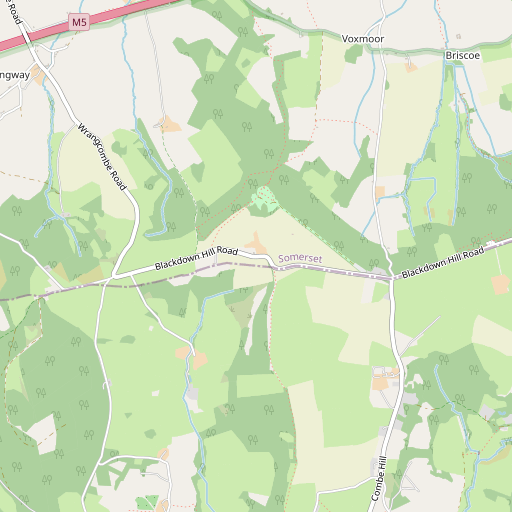 e Road
M5
Voxmoor
Briscoe
ngway
Wrangcombe Road
Blackdown Hill Road
Somerset
Blackdown Hill Road
Combe Hill